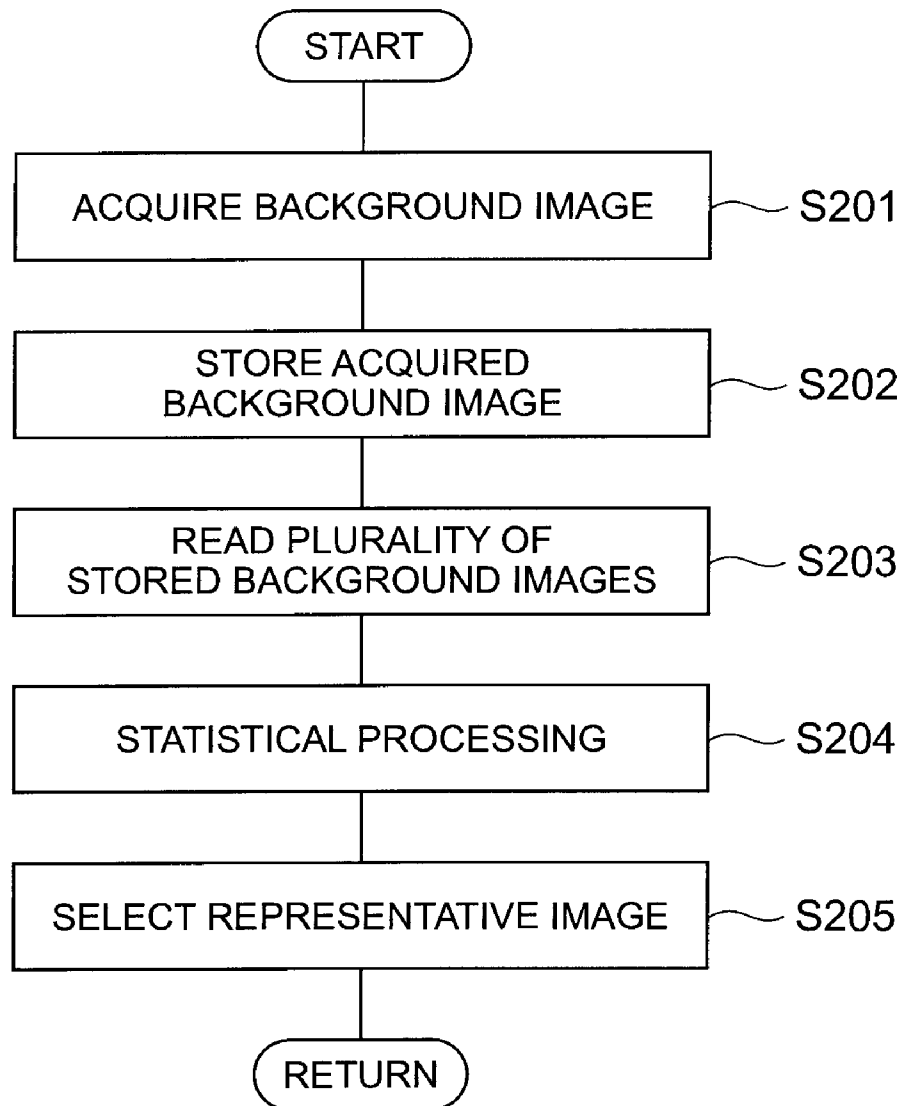 START
ACQUIRE BACKGROUND IMAGE
S201
STORE ACQUIRED
BACKGROUND IMAGE
S202
READ PLURALITY OF
STORED BACKGROUND IMAGES
S203
STATISTICAL PROCESSING
S204
SELECT REPRESENTATIVE IMAGE
S205
RETURN